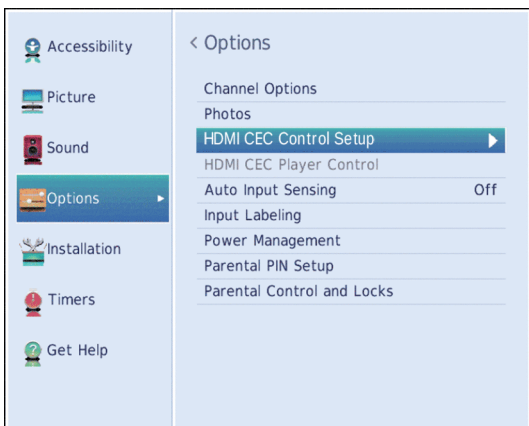 Accessibility
Picture
Sound
Options
Installation
Timers
Get Help
< Options
Channel Options
Photos
HDMI CEC Control Setup
HDMI CEC Player Control
Auto Input Sensing Off
Input Labeling
Power Management
Parental PIN Setup
Parental Control and Locks